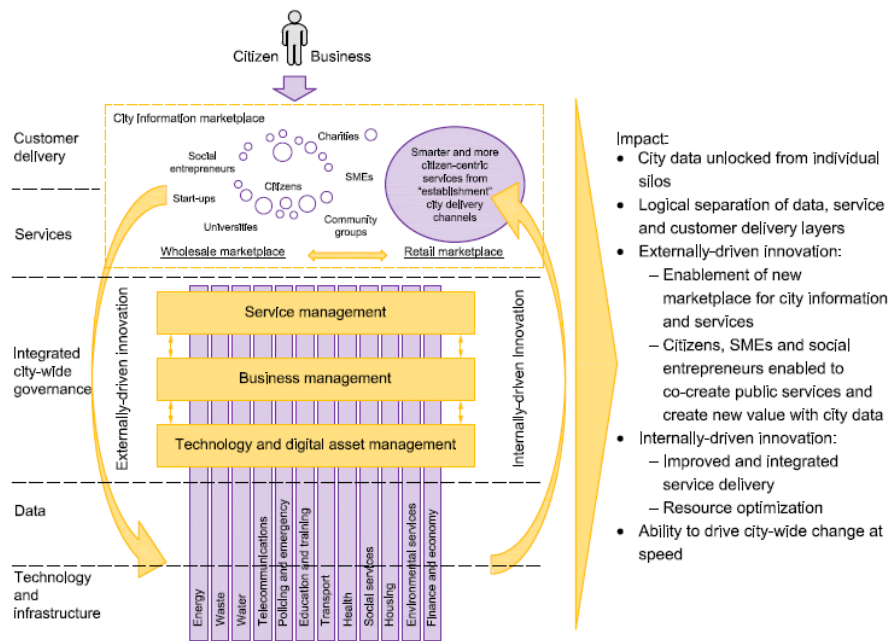 Citizen Business
City information marketplace
Customer
delivery
Services
Integrated
city-wide
governance
Data
Technology
and
infrastructure
Social
entrepreneurs
Charities
Citizens
SMEs
Start-ups
Universities
Community
groups
Smarter and more
citizen-centric
services from
"establishment"
city delivery
channels
Wholesale marketplace
Retail marketplace
Externally-driven innovation
Service management
Business management
Technology and digital asset management
Internally-driven Innovation
Energy
Waste
Water
Telecommunications
Policing and emergency
Education and training
Transport
Health
Social services
Housing
Environmental services
Finance and economy
Impact:
• City data unlocked from individual
silos
• Logical separation of data, service
and customer delivery layers
• Externally-driven innovation:
– Enablement of new
marketplace for city information
and services
– Citizens, SMEs and social
entrepreneurs enabled to
co-create public services and
create new value with city data
• Internally-driven innovation:
– Improved and integrated
service delivery
– Resource optimization
• Ability to drive city-wide change at
speed